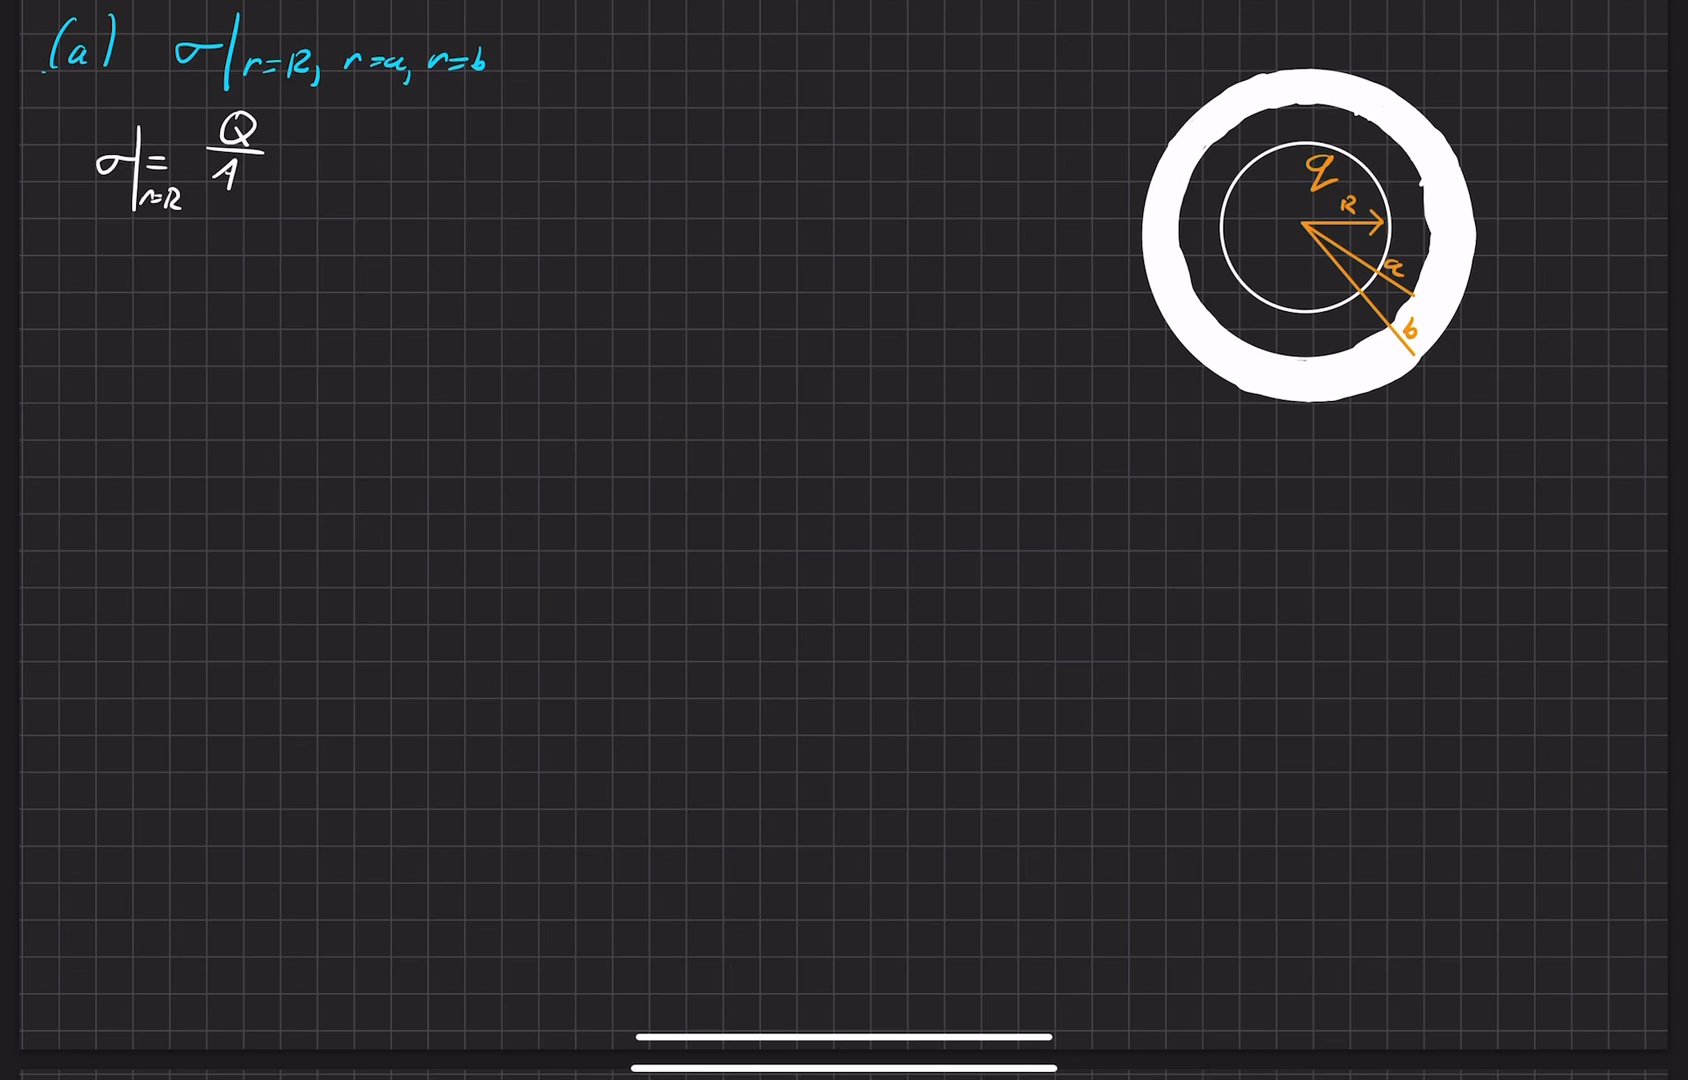 (a) σ|r=R, r=a, r=b
σ|r=R = Q/A
q
R
a
b